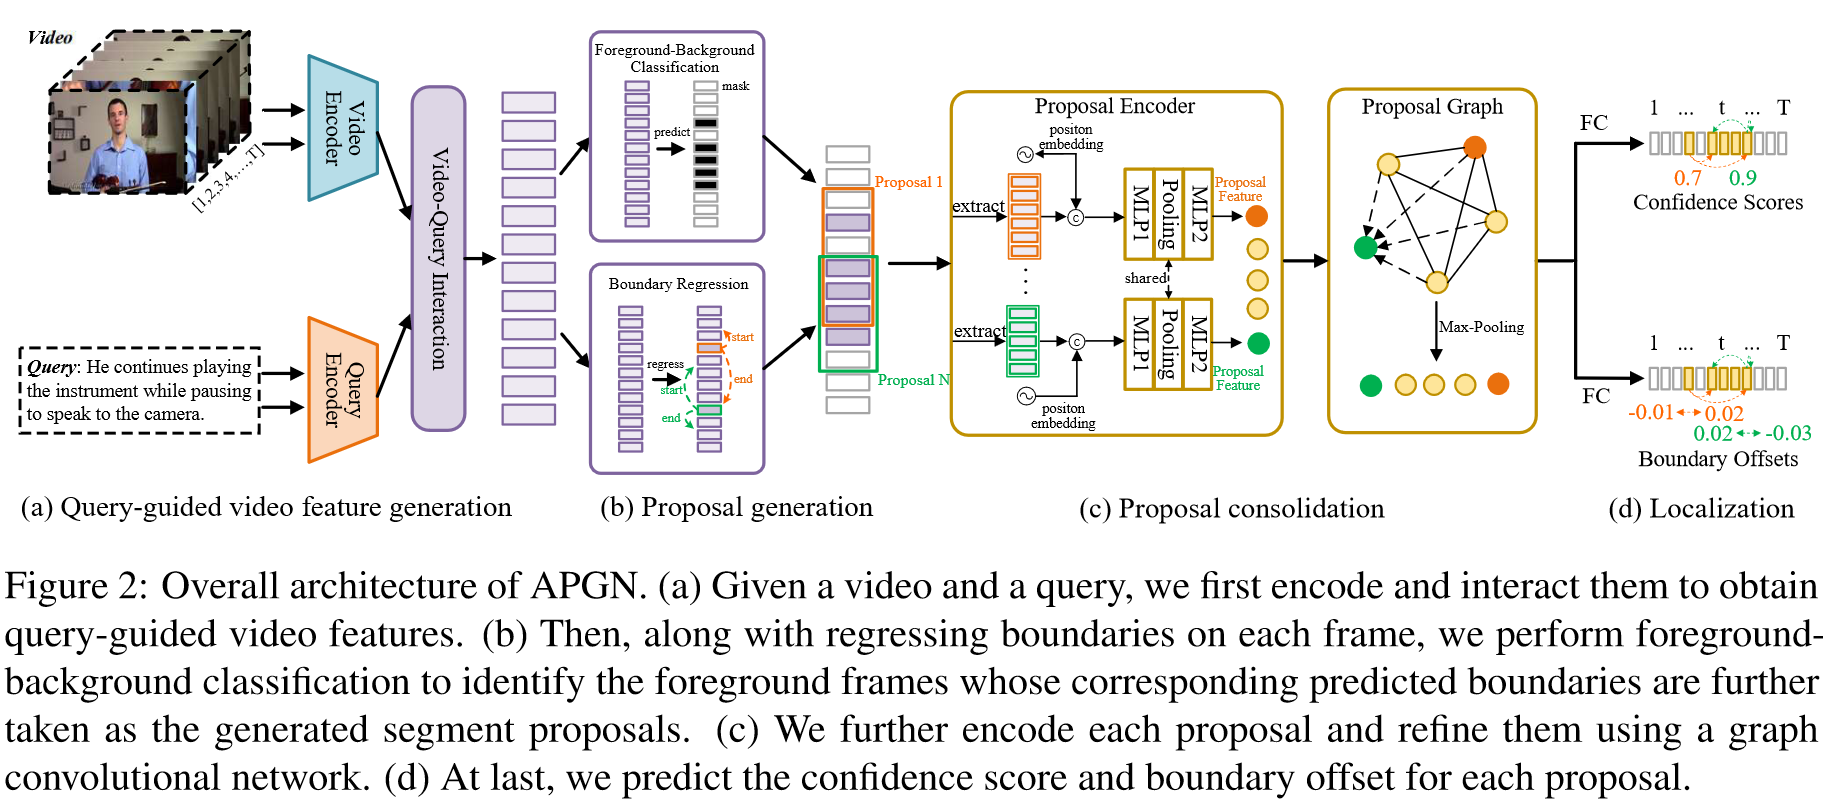 Video
[1,2,3,4,...,T]
Video
Encoder
Query: He continues playing
the instrument while pausing
to speak to the camera.
Query
Encoder
Video-Query Interaction
Foreground-Background
Classification
mask
predict
Boundary Regression
regress
start
end
start
end
Proposal 1
Proposal N
Proposal Encoder
positon
embedding
extract
C
MLP1
Pooling
MLP2
Proposal
Feature
shared
extract
C
MLP1
Pooling
MLP2
Proposal
Feature
positon
embedding
Proposal Graph
Max-Pooling
FC
1 ... t ... T
0.7 0.9
Confidence Scores
FC
1 ... t ... T
-0.01 0.02
0.02 -0.03
Boundary Offsets
(a) Query-guided video feature generation
(b) Proposal generation
(c) Proposal consolidation
(d) Localization
Figure 2: Overall architecture of APGN. (a) Given a video and a query, we first encode and interact them to obtain
query-guided video features. (b) Then, along with regressing boundaries on each frame, we perform foreground-
background classification to identify the foreground frames whose corresponding predicted boundaries are further
taken as the generated segment proposals. (c) We further encode each proposal and refine them using a graph
convolutional network. (d) At last, we predict the confidence score and boundary offset for each proposal.